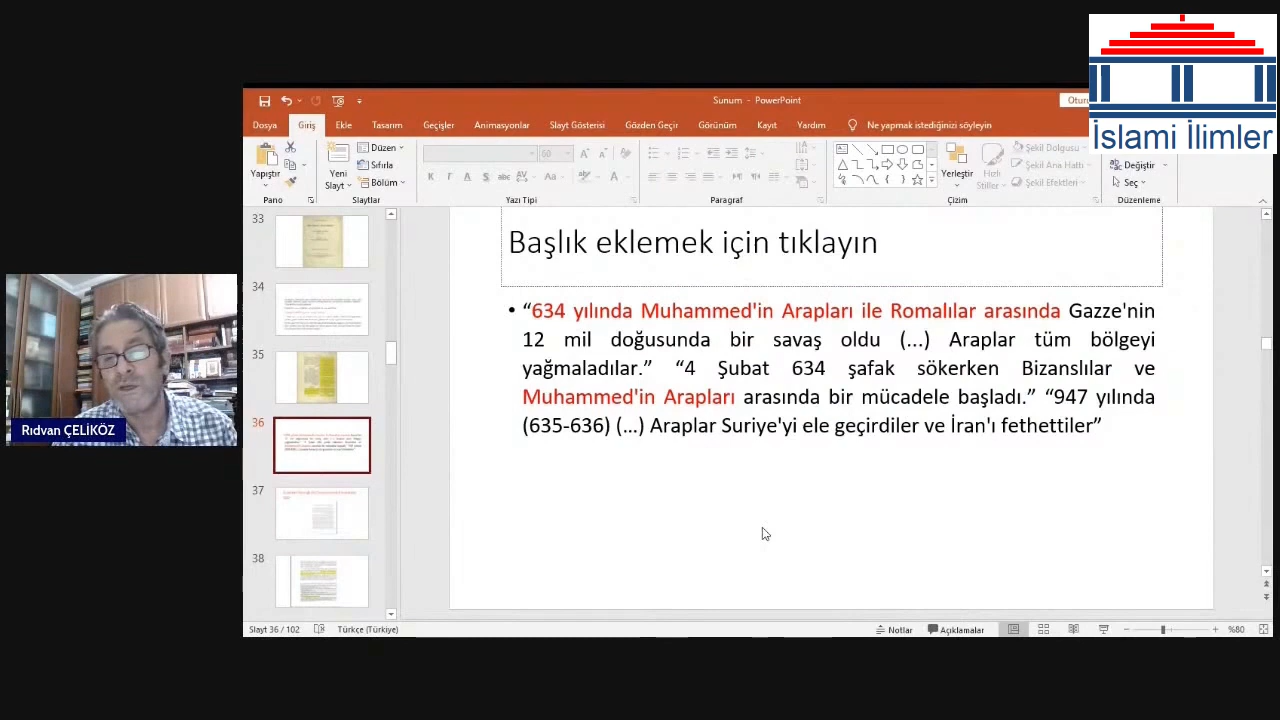 İslami İlimler
Sunum - PowerPoint
Oturu
Dosya Giriş Ekle Tasarım Geçişler Animasyonlar Slayt Gösterisi Gözden Geçir Görünüm Kayıt Yardım Ne yapmak istediğinizi söyleyin
Yapıştır
Yeni
Slayt
Düzen
Sıfırla
Bölüm
K T A S abc AV Aa A
Yerleştir
Hızlı
Stiller
Şekil Dolgusu
Şekil Ana Hattı
Şekil Efektleri
Değiştir
Seç
Pano Slaytlar Yazı Tipi Paragraf Çizim Düzenleme
33
34
35
36
37
38
Başlık eklemek için tıklayın
• “634 yılında Muhammed'in Arapları ile Romalılar arasında Gazze'nin
12 mil doğusunda bir savaş oldu (...) Araplar tüm bölgeyi
yağmaladılar.” “4 Şubat 634 şafak sökerken Bizanslılar ve
Muhammed'in Arapları arasında bir mücadele başladı.” “947 yılında
(635-636) (...) Araplar Suriye'yi ele geçirdiler ve İran'ı fethettiler”
Rıdvan ÇELİKÖZ
Slayt 36 / 102 Türkçe (Türkiye) Notlar Açıklamalar %80